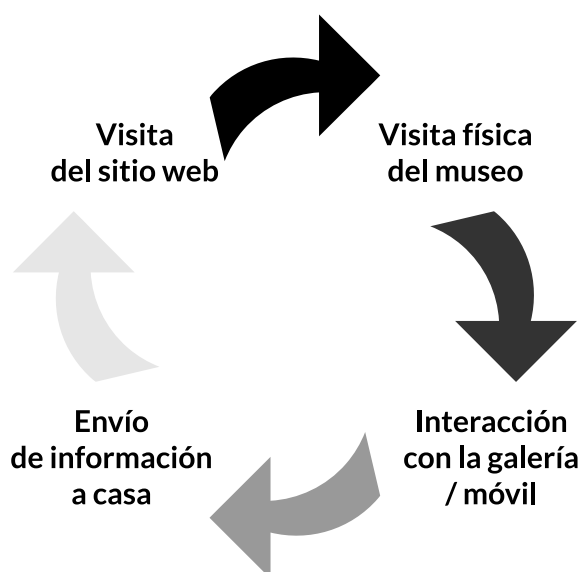 Visita
del sitio web
Visita física
del museo
Interacción
con la galería
/ móvil
Envío
de información
a casa